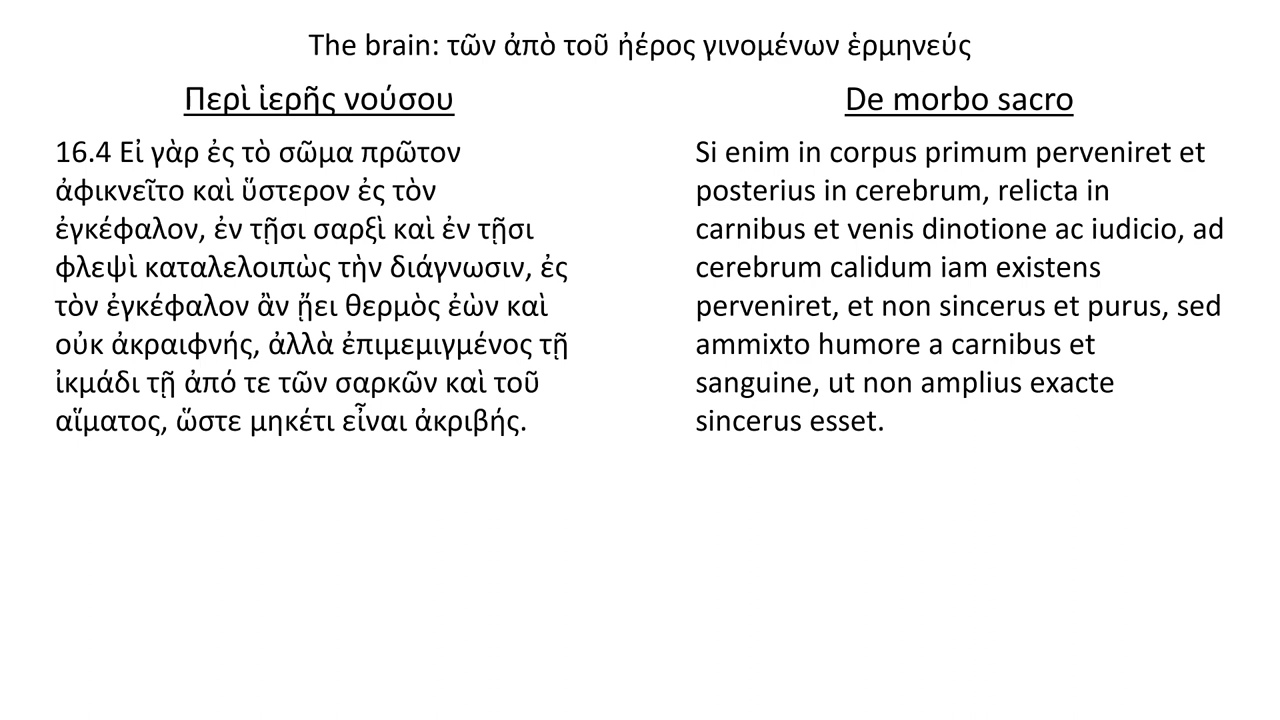 The brain: τῶν ἀπὸ τοῦ ἠέρος γινομένων ἑρμηνεύς
Περὶ ἱερῆς νούσου
16.4 Εἰ γὰρ ἐς τὸ σῶμα πρῶτον
ἀφικνεῖτο καὶ ὕστερον ἐς τὸν
ἐγκέφαλον, ἐν τῇσι σαρξὶ καὶ ἐν τῇσι
φλεψὶ καταλελοιπὼς τὴν διάγνωσιν, ἐς
τὸν ἐγκέφαλον ἂν ᾔει θερμὸς ἐὼν καὶ
οὐκ ἀκραιφνής, ἀλλὰ ἐπιμεμιγμένος τῇ
ἰκμάδι τῇ ἀπό τε τῶν σαρκῶν καὶ τοῦ
αἵματος, ὥστε μηκέτι εἶναι ἀκριβής.
De morbo sacro
Si enim in corpus primum perveniret et
posterius in cerebrum, relicta in
carnibus et venis dinotione ac iudicio, ad
cerebrum calidum iam existens
perveniret, et non sincerus et purus, sed
ammixto humore a carnibus et
sanguine, ut non amplius exacte
sincerus esset.